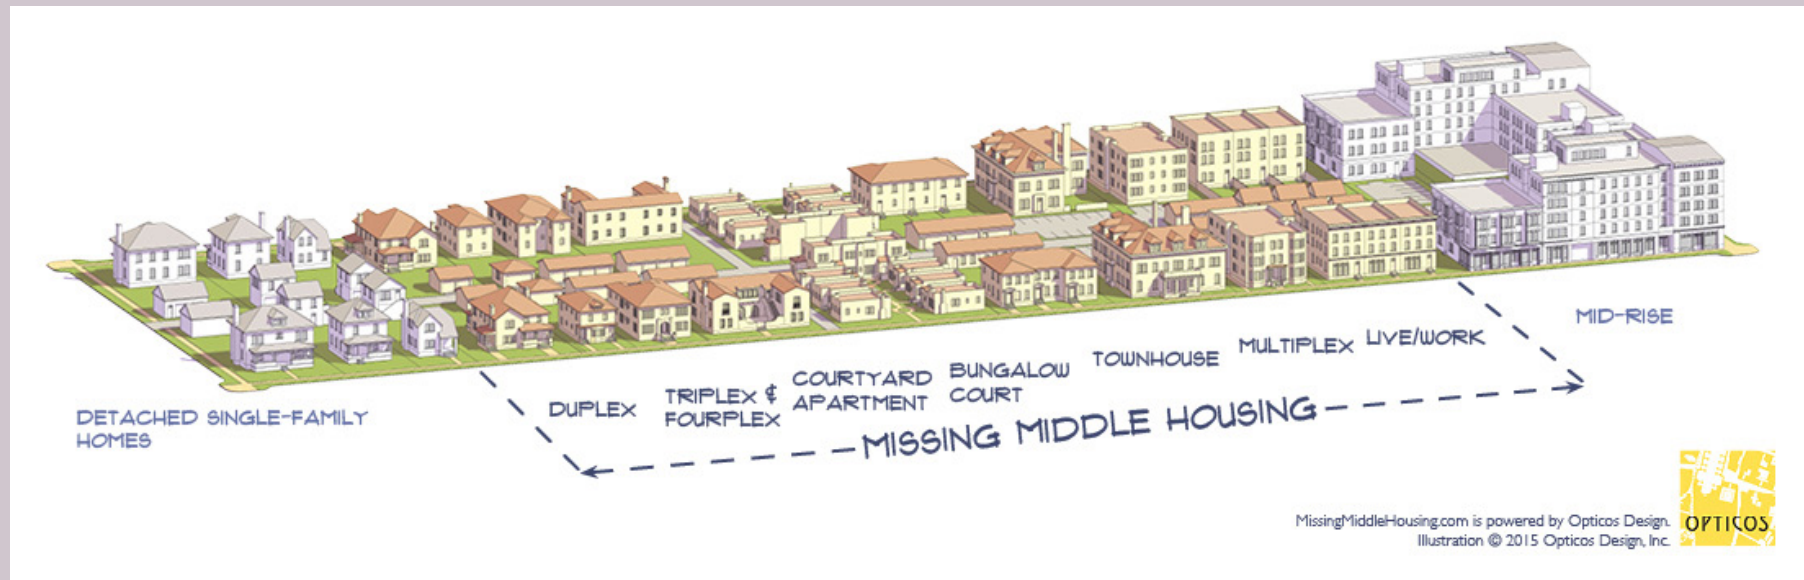 DETACHED SINGLE-FAMILY
HOMES
DUPLEX
TRIPLEX &
FOURPLEX
COURTYARD
APARTMENT
BUNGALOW
COURT
TOWNHOUSE
MULTIPLEX
LIVE/WORK
MID-RISE
MISSING MIDDLE HOUSING
MissingMiddleHousing.com is powered by Opticos Design.
Illustration © 2015 Opticos Design, Inc.
OPTICOS